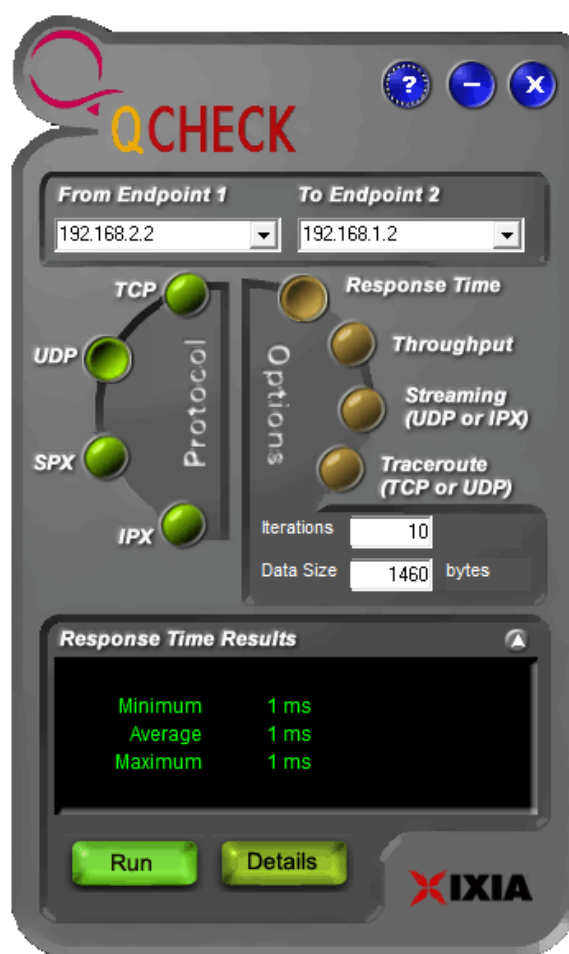 ? – X
QCHECK
From Endpoint 1 To Endpoint 2
192.168.2.2 192.168.1.2
TCP
UDP
SPX
IPX
Protocol
Options
Response Time
Throughput
Streaming
(UDP or IPX)
Traceroute
(TCP or UDP)
Iterations 10
Data Size 1460 bytes
Response Time Results
Minimum 1 ms
Average 1 ms
Maximum 1 ms
Run Details
IXIA